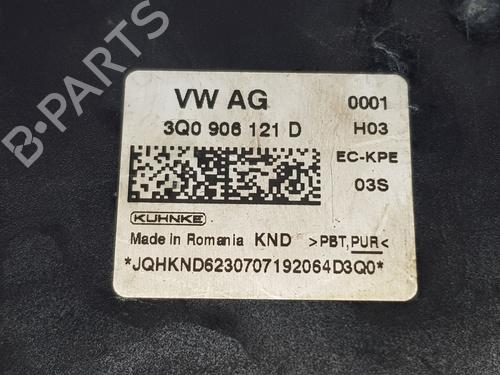 B-PARTS
VW AG 0001
3Q0 906 121 D H03
EC-KPE
03S
KUHNKE
Made in Romania KND >PBT,PUR<
*JQHKND6230707192064D3Q0*